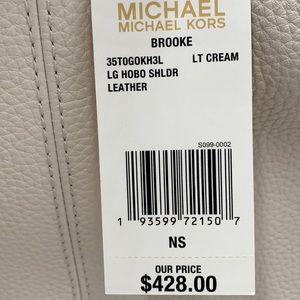 MICHAEL
MICHAEL KORS
BROOKE
35T0G0KH3L LT CREAM
LG HOBO SHLDR
LEATHER
S099-0002
1 93599 72150 7
NS
OUR PRICE
$428.00